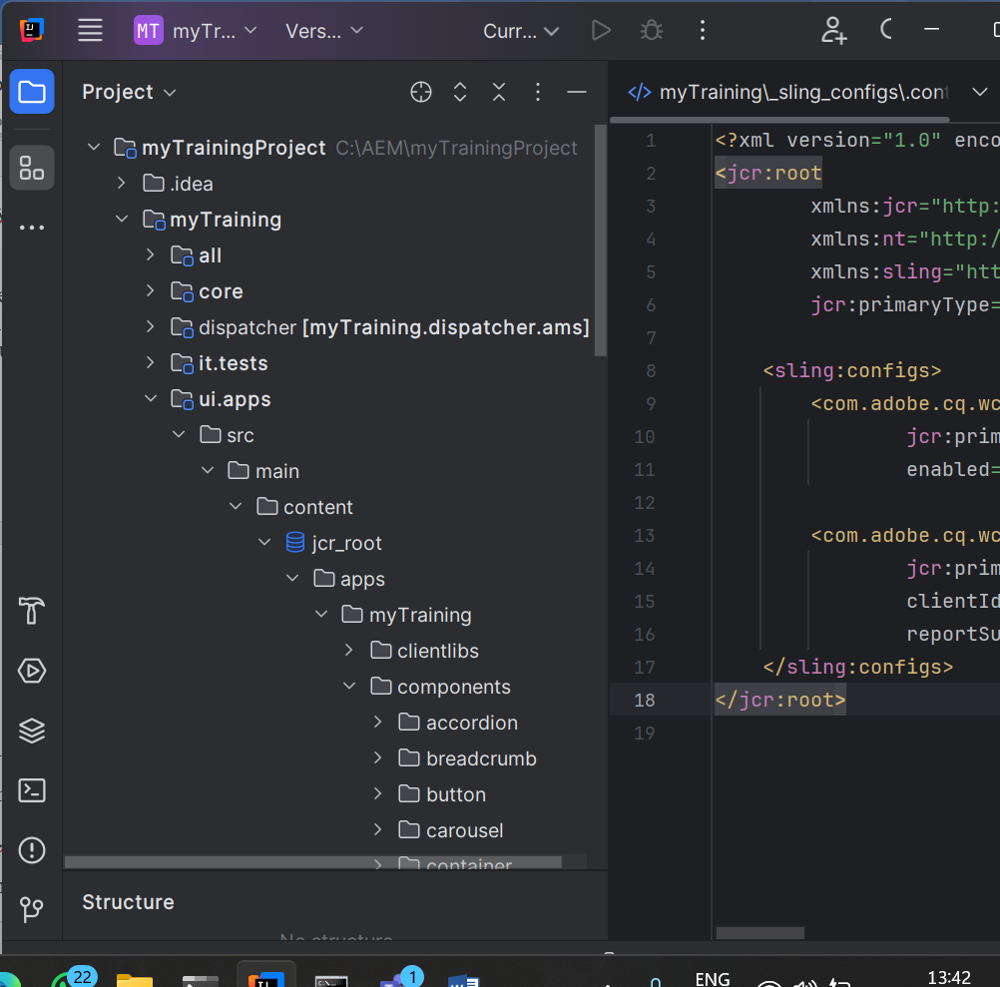 MT myTr... Vers... Curr...
Project
myTraining\_sling_configs\.con
myTrainingProject C:\AEM\myTrainingProject
.idea
myTraining
all
core
dispatcher [myTraining.dispatcher.ams]
it.tests
ui.apps
src
main
content
jcr_root
apps
myTraining
clientlibs
components
accordion
breadcrumb
button
carousel
container
Structure
No structure
1 <?xml version="1.0" enco
2 <jcr:root
3 xmlns:jcr="http:
4 xmlns:nt="http:/
5 xmlns:sling="htt
6 jcr:primaryType=
7
8 <sling:configs>
9 <com.adobe.cq.wc
10 jcr:prim
11 enabled=
12
13 <com.adobe.cq.wc
14 jcr:prim
15 clientId
16 reportSu
17 </sling:configs>
18 </jcr:root>
19
22
1
ENG
13:42